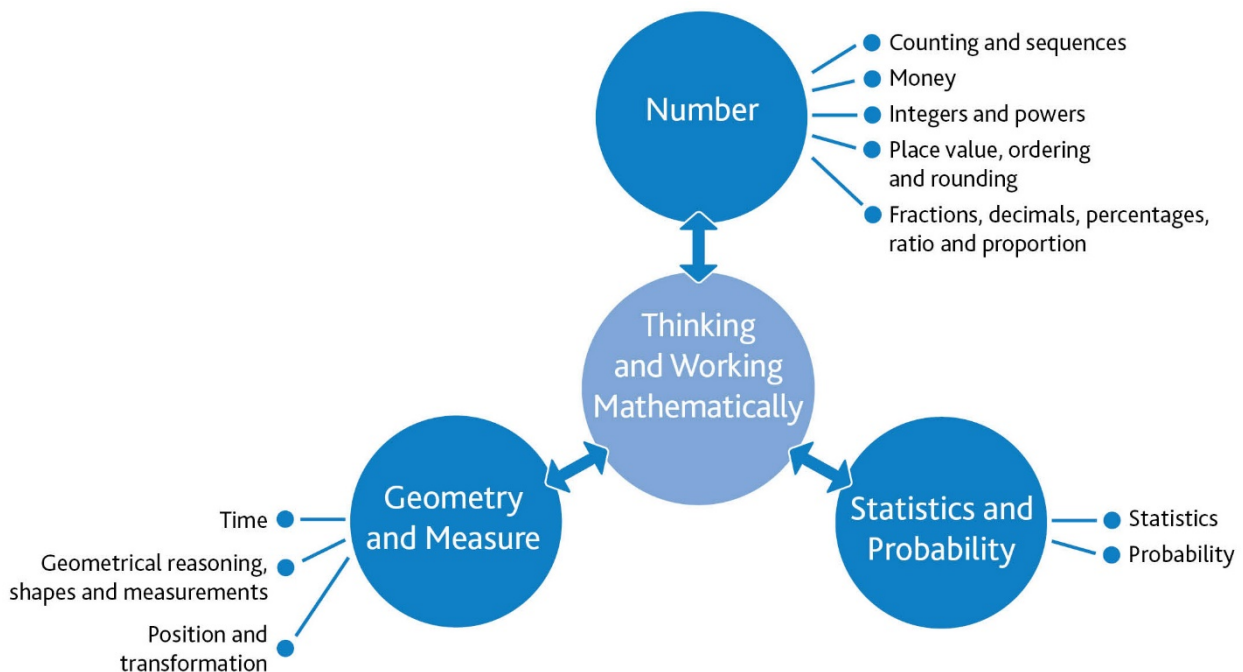 Number
Counting and sequences
Money
Integers and powers
Place value, ordering
and rounding
Fractions, decimals, percentages,
ratio and proportion
Thinking
and Working
Mathematically
Geometry
and Measure
Time
Geometrical reasoning,
shapes and measurements
Position and
transformation
Statistics and
Probability
Statistics
Probability